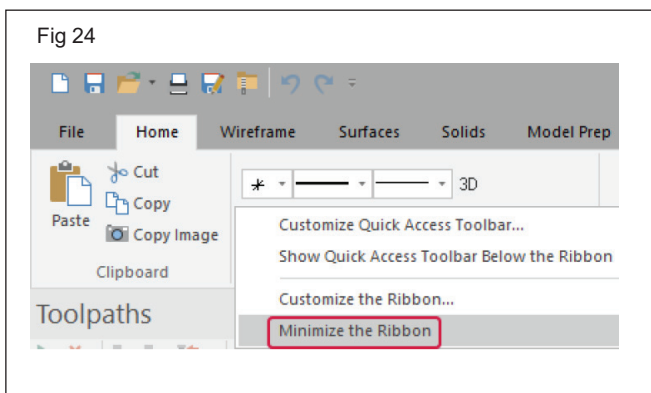 Fig 24
File Home Wireframe Surfaces Solids Model Prep
Cut
3D
Copy
Paste
Copy Image
Clipboard
Customize Quick Access Toolbar...
Show Quick Access Toolbar Below the Ribbon
Customize the Ribbon...
Minimize the Ribbon
Toolpaths